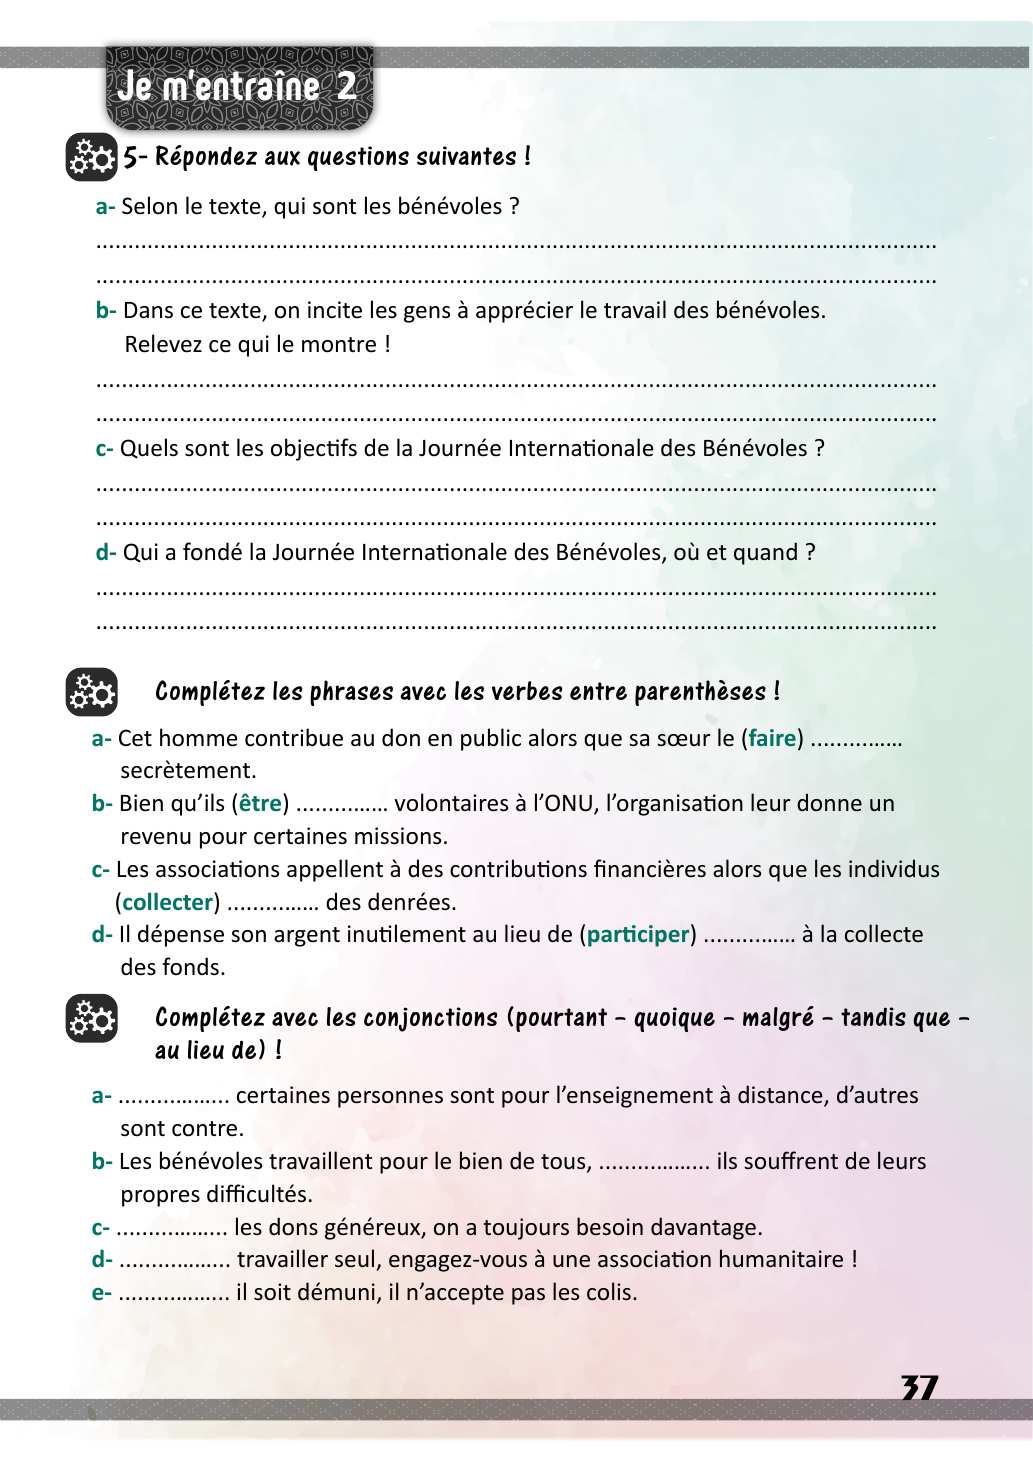 Je m'entraîne 2
5- Répondez aux questions suivantes !
a- Selon le texte, qui sont les bénévoles ?
....................................................................................................................................
....................................................................................................................................
b- Dans ce texte, on incite les gens à apprécier le travail des bénévoles.
Relevez ce qui le montre !
....................................................................................................................................
....................................................................................................................................
c- Quels sont les objectifs de la Journée Internationale des Bénévoles ?
....................................................................................................................................
....................................................................................................................................
d- Qui a fondé la Journée Internationale des Bénévoles, où et quand ?
....................................................................................................................................
....................................................................................................................................
Complétez les phrases avec les verbes entre parenthèses !
a- Cet homme contribue au don en public alors que sa sœur le (faire) ...............
secrètement.
b- Bien qu’ils (être) ............... volontaires à l’ONU, l’organisation leur donne un
revenu pour certaines missions.
c- Les associations appellent à des contributions financières alors que les individus
(collecter) ............... des denrées.
d- Il dépense son argent inutilement au lieu de (participer) ............... à la collecte
des fonds.
Complétez avec les conjonctions (pourtant – quoique – malgré – tandis que –
au lieu de) !
a- .................. certaines personnes sont pour l’enseignement à distance, d’autres
sont contre.
b- Les bénévoles travaillent pour le bien de tous, .................. ils souffrent de leurs
propres difficultés.
c- .................. les dons généreux, on a toujours besoin davantage.
d- .................. travailler seul, engagez-vous à une association humanitaire !
e- .................. il soit démuni, il n’accepte pas les colis.
37